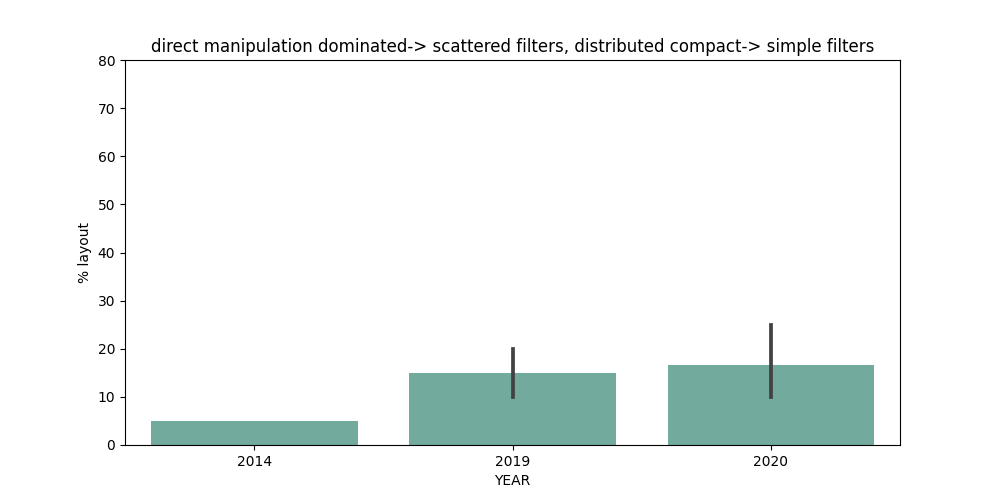 direct manipulation dominated-> scattered filters, distributed compact-> simple filters
80
70
60
50
40
30
20
10
0
% layout
2014 2019 2020
YEAR